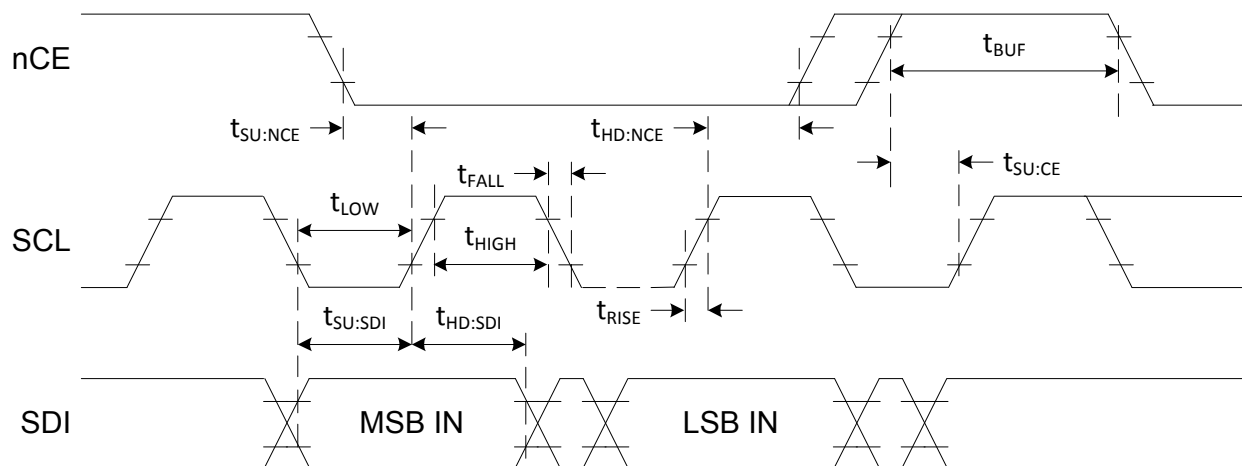 nCE
tBUF
tSU:NCE
tHD:NCE
tSU:CE
tFALL
tLOW
SCL
tHIGH
tRISE
tSU:SDI
tHD:SDI
SDI
MSB IN
LSB IN